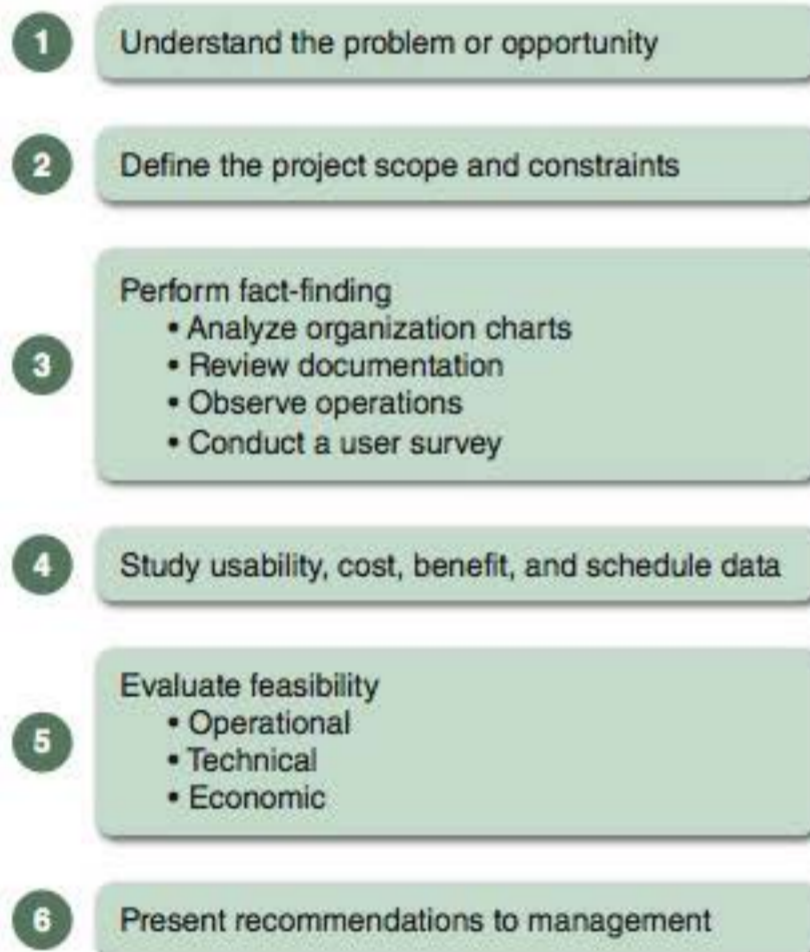 1 Understand the problem or opportunity
2 Define the project scope and constraints
3 Perform fact-finding
• Analyze organization charts
• Review documentation
• Observe operations
• Conduct a user survey
4 Study usability, cost, benefit, and schedule data
5 Evaluate feasibility
• Operational
• Technical
• Economic
6 Present recommendations to management